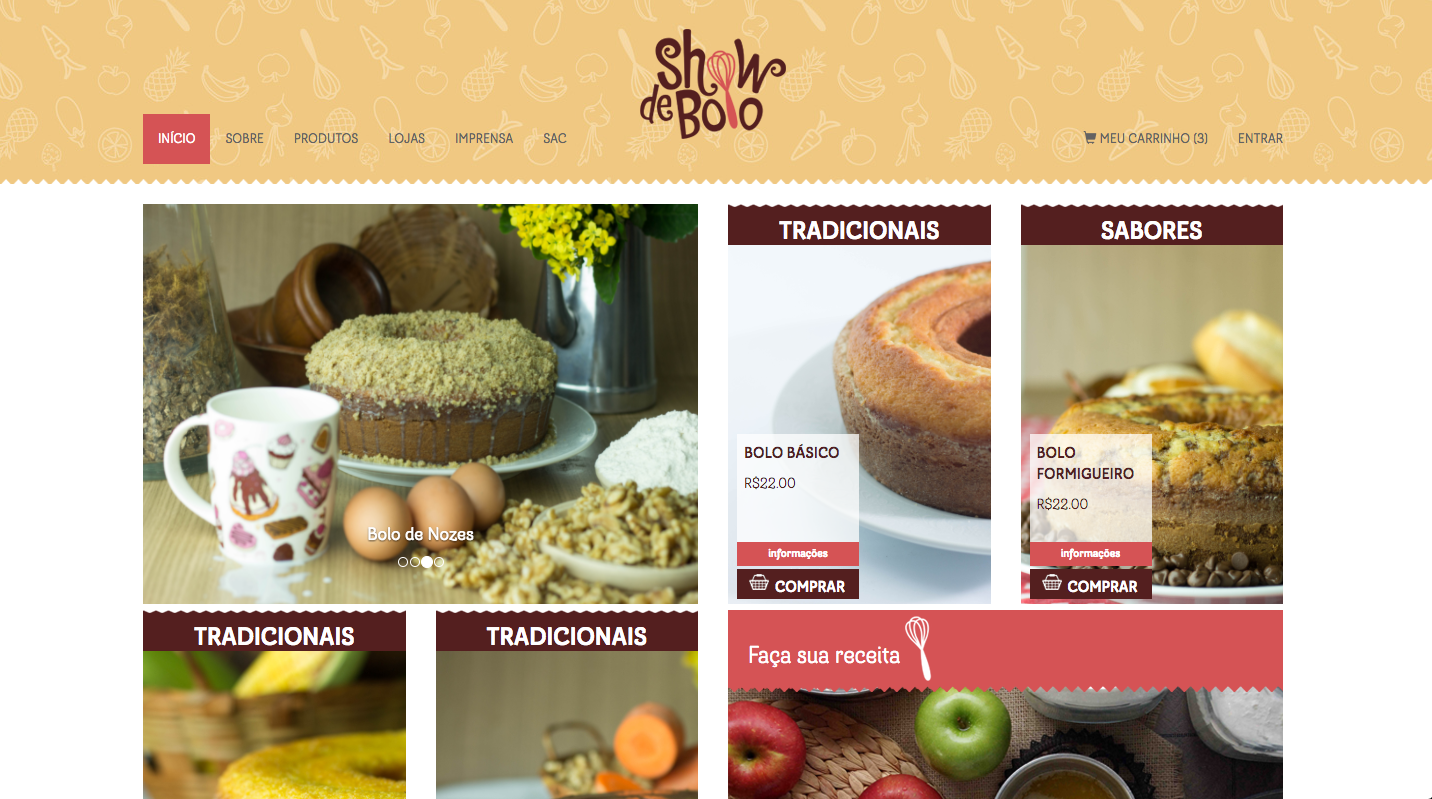 Show
de Bolo
INÍCIO
SOBRE
PRODUTOS
LOJAS
IMPRENSA
SAC
MEU CARRINHO (3)
ENTRAR
Bolo de Nozes
TRADICIONAIS
BOLO BÁSICO
R$22.00
informações
COMPRAR
SABORES
BOLO
FORMIGUEIRO
R$22.00
informações
COMPRAR
TRADICIONAIS
TRADICIONAIS
Faça sua receita